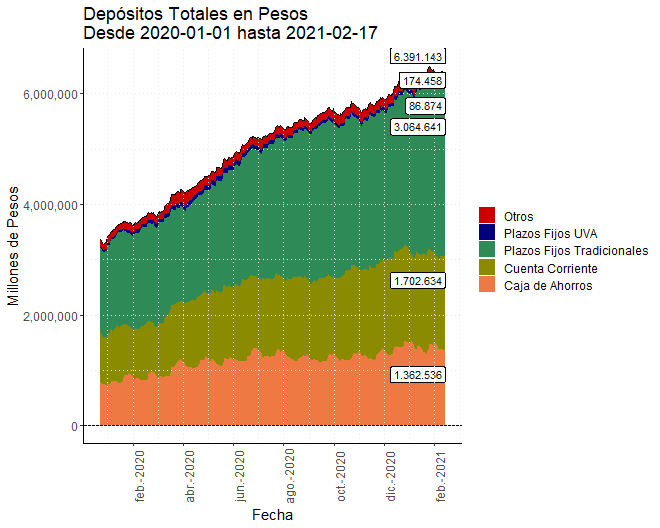 Depósitos Totales en Pesos
Desde 2020-01-01 hasta 2021-02-17
Millones de Pesos
6,000,000
4,000,000
2,000,000
0
6.391.143
174.458
86.874
3.064.641
1.702.634
1.362.536
Otros
Plazos Fijos UVA
Plazos Fijos Tradicionales
Cuenta Corriente
Caja de Ahorros
feb.-2020
abr.-2020
jun.-2020
ago.-2020
oct.-2020
dic.-2020
feb.-2021
Fecha